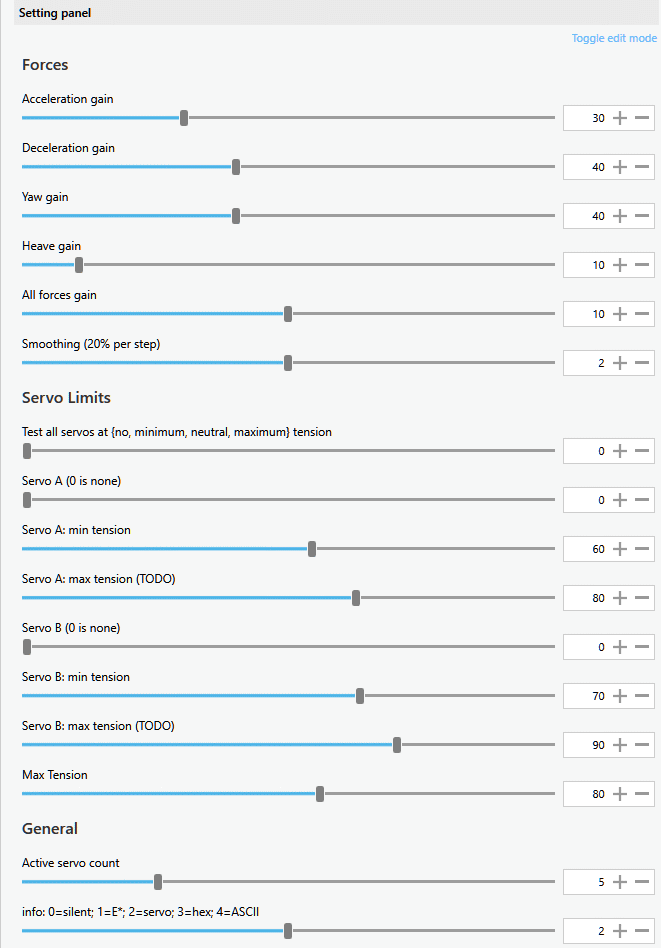 Setting panel
Toggle edit mode
Forces
Acceleration gain
30
Deceleration gain
40
Yaw gain
40
Heave gain
10
All forces gain
10
Smoothing (20% per step)
2
Servo Limits
Test all servos at {no, minimum, neutral, maximum} tension
0
Servo A (0 is none)
0
Servo A: min tension
60
Servo A: max tension (TODO)
80
Servo B (0 is none)
0
Servo B: min tension
70
Servo B: max tension (TODO)
90
Max Tension
80
General
Active servo count
5
info: 0=silent; 1=E*; 2=servo; 3=hex; 4=ASCII
2